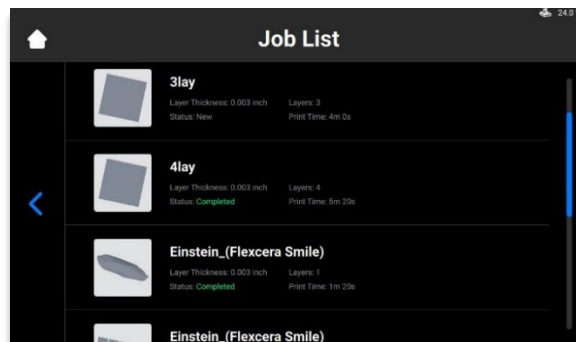 24.0
Job List
3lay
Layer Thickness: 0.003 inch Layers: 3
Status: New Print Time: 4m 0s
4lay
Layer Thickness: 0.003 inch Layers: 4
Status: Completed Print Time: 5m 20s
Einstein_(Flexcera Smile)
Layer Thickness: 0.003 inch Layers: 1
Status: Completed Print Time: 1m 20s
Einstein_(Flexcera Smile)